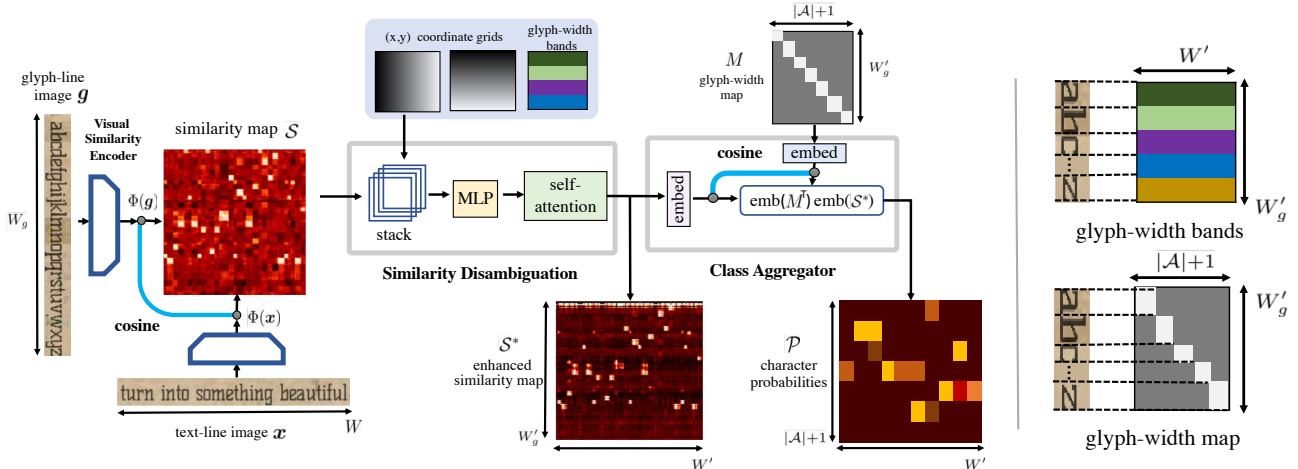 glyph-line
image g
W_g
abcdefghijklmnopqrstuvwxyz
Visual
Similarity
Encoder
Φ(g)
similarity map S
cosine
Φ(x)
turn into something beautiful
text-line image x
W
(x,y) coordinate grids
glyph-width
bands
stack
MLP
self-
attention
Similarity Disambiguation
S*
enhanced
similarity map
W'_g
W'
|A|+1
M
glyph-width
map
W'_g
cosine
embed
embed
emb(M^T) emb(S*)
Class Aggregator
P
character
probabilities
|A|+1
W'
W'
abc...z
W'_g
glyph-width bands
|A|+1
abc...z
W'_g
glyph-width map